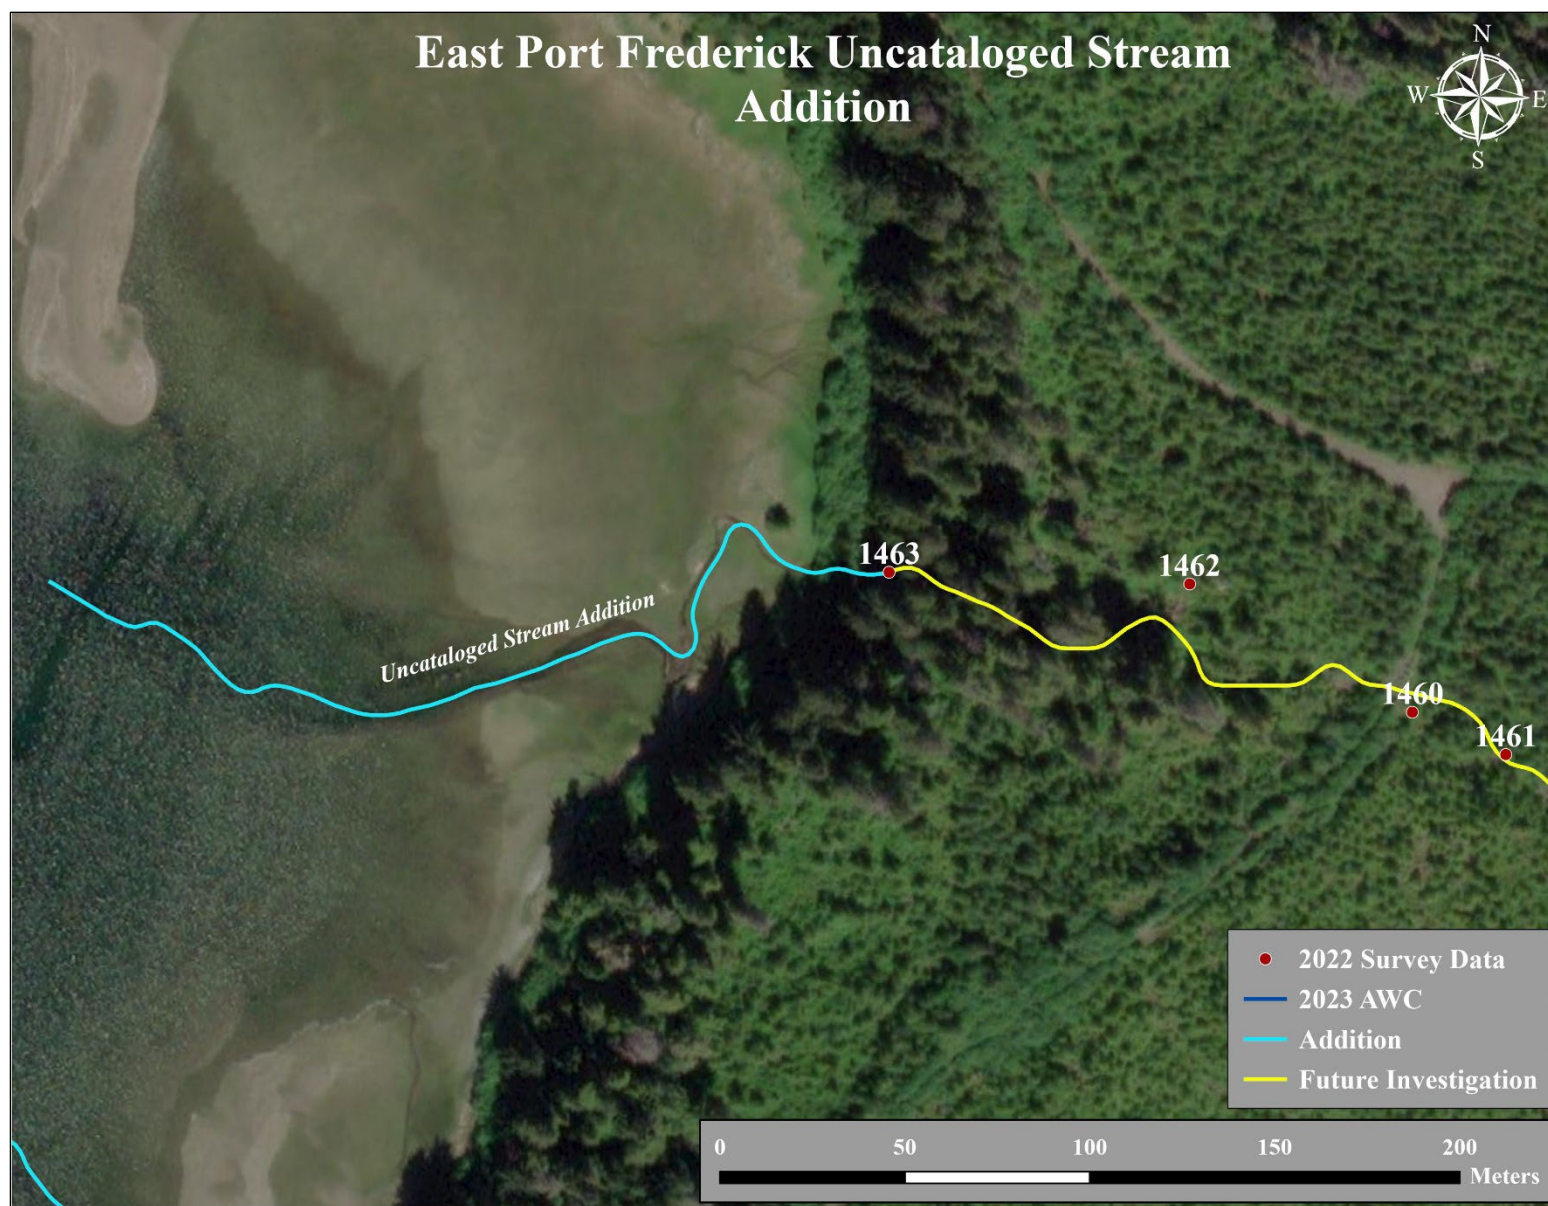 East Port Frederick Uncataloged Stream
Addition
N
W E
S
1463
1462
Uncataloged Stream Addition
1460
1461
2022 Survey Data
2023 AWC
Addition
Future Investigation
0 50 100 150 200
Meters